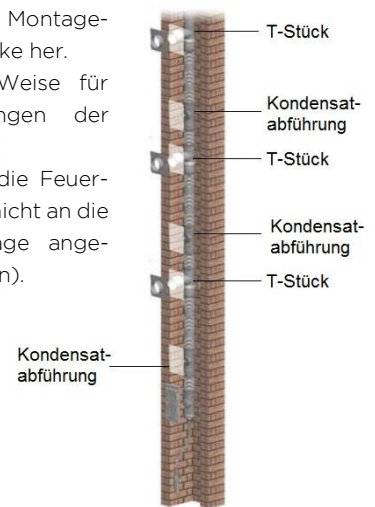 Montage-
ke her.
Weise für
ngen der
die Feuer-
nicht an die
age ange-
n).
T-Stück
Kondensat-
abführung
T-Stück
Kondensat-
abführung
T-Stück
Kondensat-
abführung